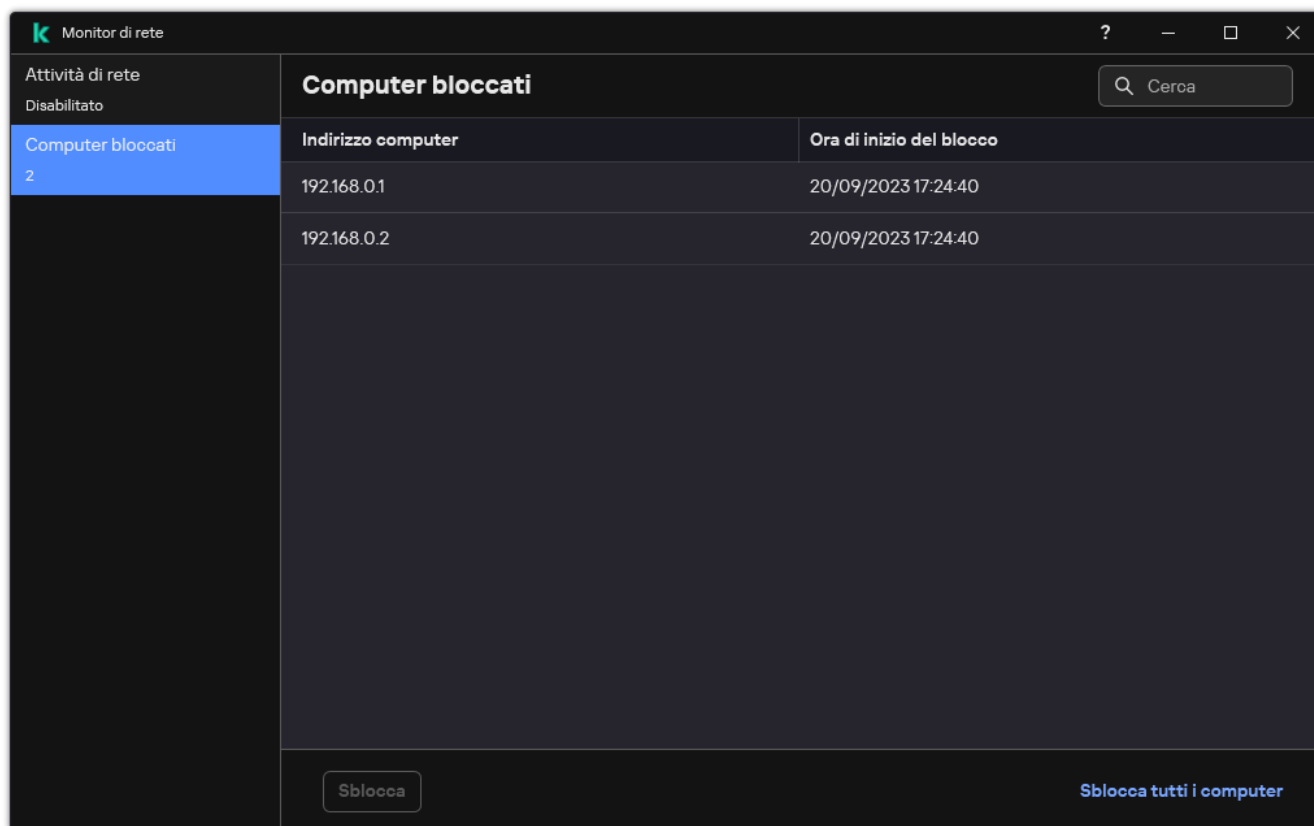 Monitor di rete
?
Attività di rete
Disabilitato
Computer bloccati
2
Computer bloccati
Cerca
Indirizzo computer Ora di inizio del blocco
192.168.0.1 20/09/2023 17:24:40
192.168.0.2 20/09/2023 17:24:40
Sblocca
Sblocca tutti i computer